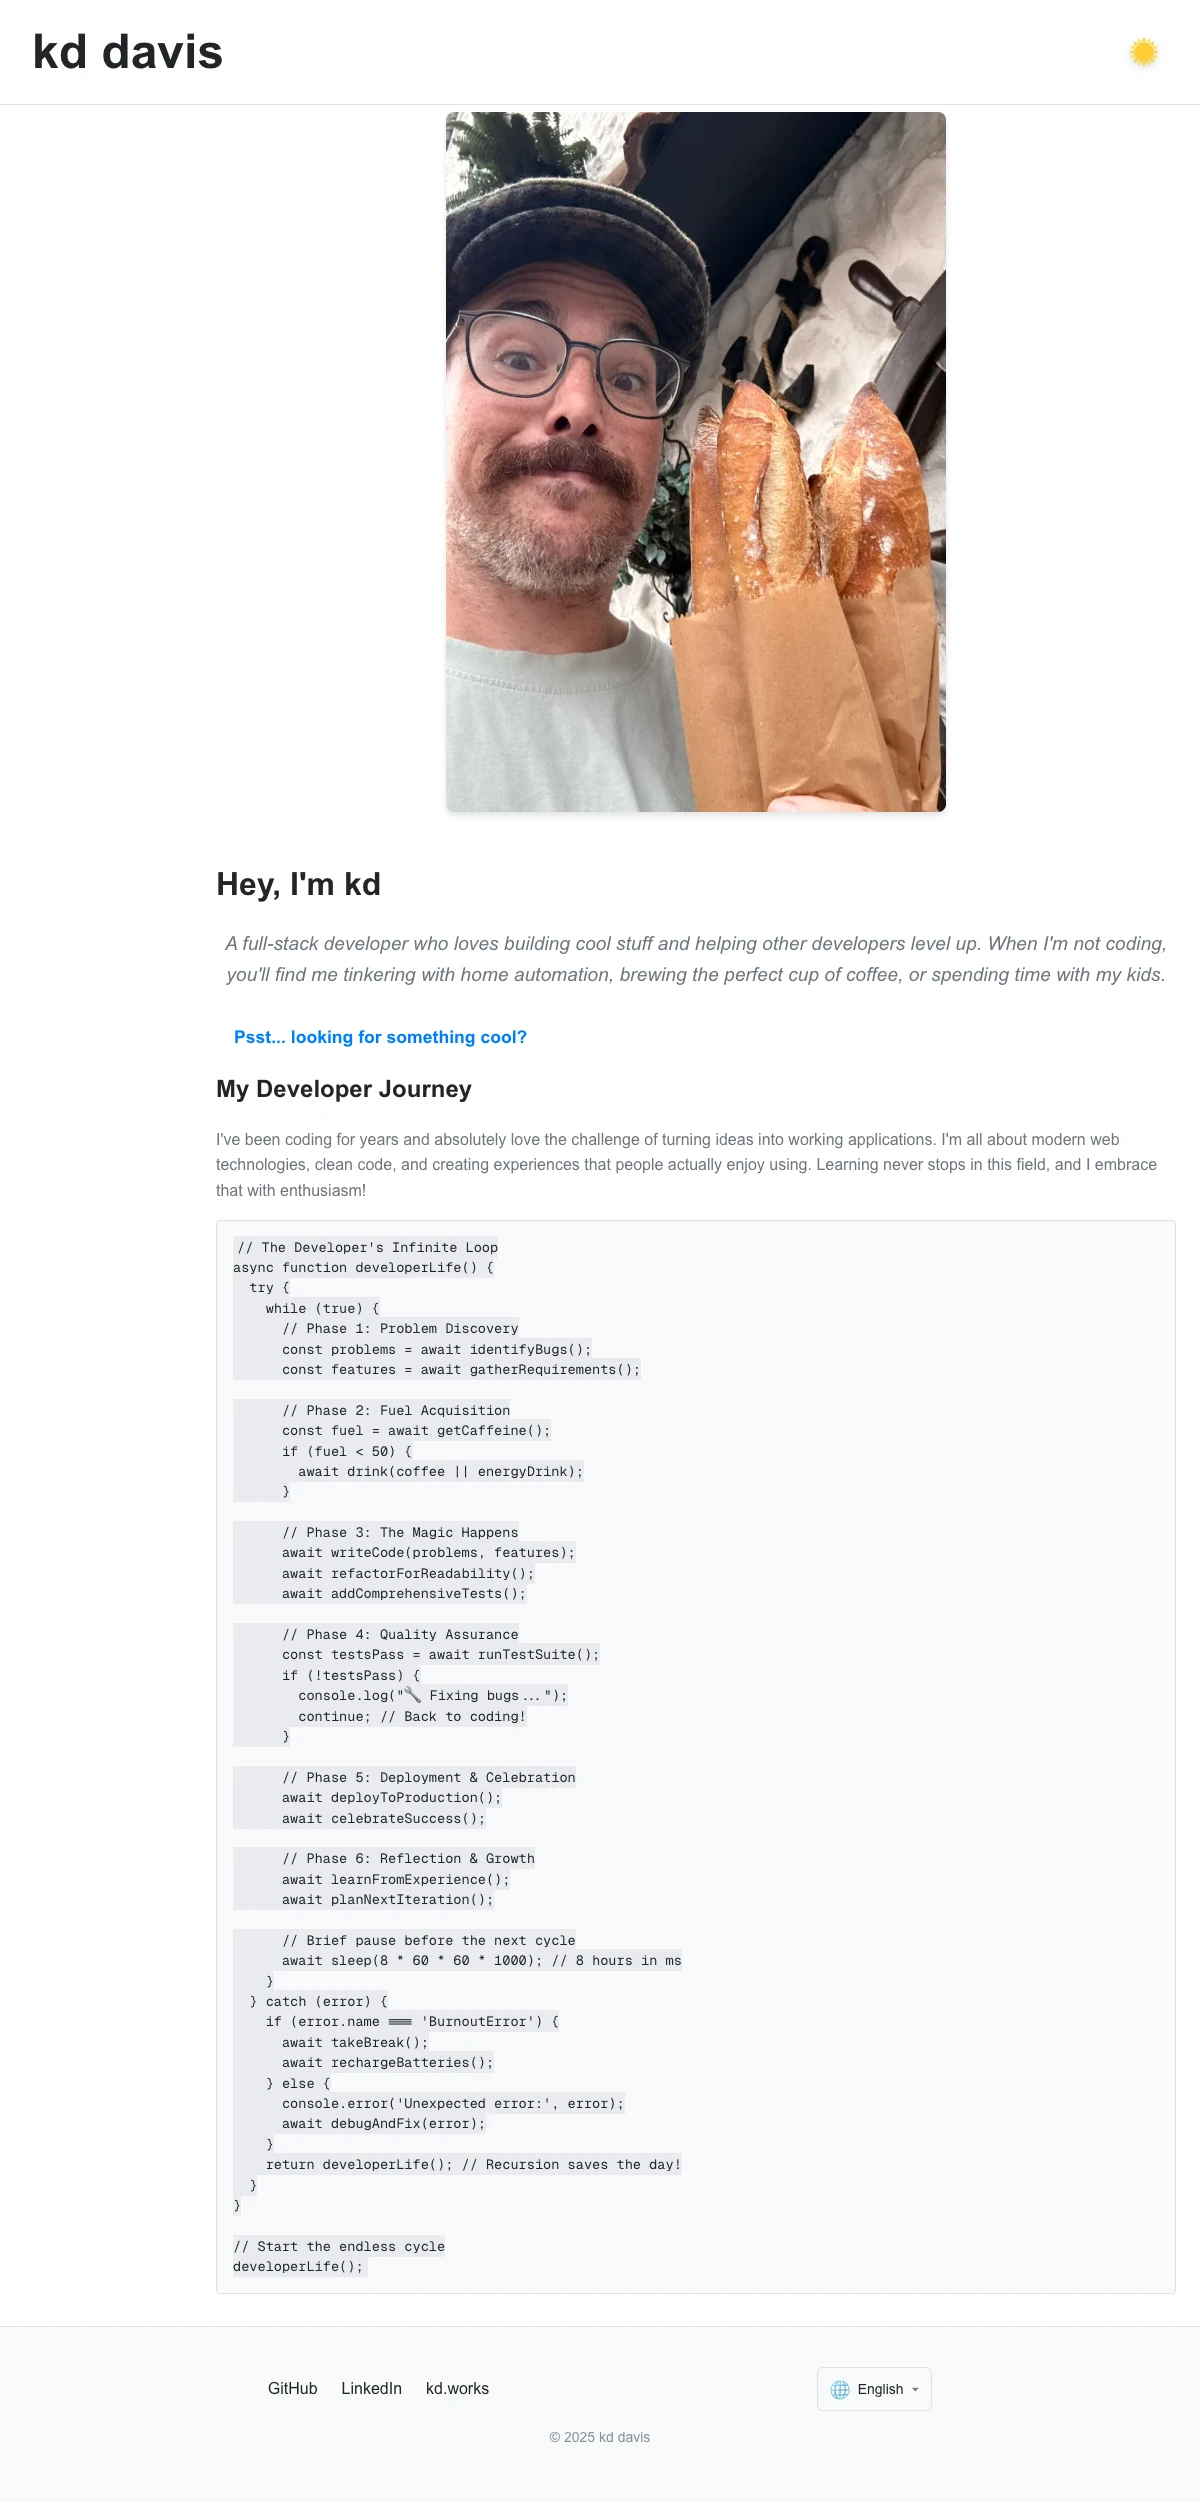 kd davis
Hey, I'm kd
A full-stack developer who loves building cool stuff and helping other developers level up. When I'm not coding,
you'll find me tinkering with home automation, brewing the perfect cup of coffee, or spending time with my kids.
Psst... looking for something cool?
My Developer Journey
I've been coding for years and absolutely love the challenge of turning ideas into working applications. I'm all about modern web
technologies, clean code, and creating experiences that people actually enjoy using. Learning never stops in this field, and I embrace
that with enthusiasm!
// The Developer's Infinite Loop
async function developerLife() {
  try {
    while (true) {
      // Phase 1: Problem Discovery
      const problems = await identifyBugs();
      const features = await gatherRequirements();

      // Phase 2: Fuel Acquisition
      const fuel = await getCaffeine();
      if (fuel < 50) {
        await drink(coffee || energyDrink);
      }

      // Phase 3: The Magic Happens
      await writeCode(problems, features);
      await refactorForReadability();
      await addComprehensiveTests();

      // Phase 4: Quality Assurance
      const testsPass = await runTestSuite();
      if (!testsPass) {
        console.log("🔧 Fixing bugs...");
        continue; // Back to coding!
      }

      // Phase 5: Deployment & Celebration
      await deployToProduction();
      await celebrateSuccess();

      // Phase 6: Reflection & Growth
      await learnFromExperience();
      await planNextIteration();

      // Brief pause before the next cycle
      await sleep(8 * 60 * 60 * 1000); // 8 hours in ms
    }
  } catch (error) {
    if (error.name === 'BurnoutError') {
      await takeBreak();
      await rechargeBatteries();
    } else {
      console.error('Unexpected error:', error);
      await debugAndFix(error);
    }
    return developerLife(); // Recursion saves the day!
  }
}

// Start the endless cycle
developerLife();
GitHub LinkedIn kd.works
🌐 English
© 2025 kd davis